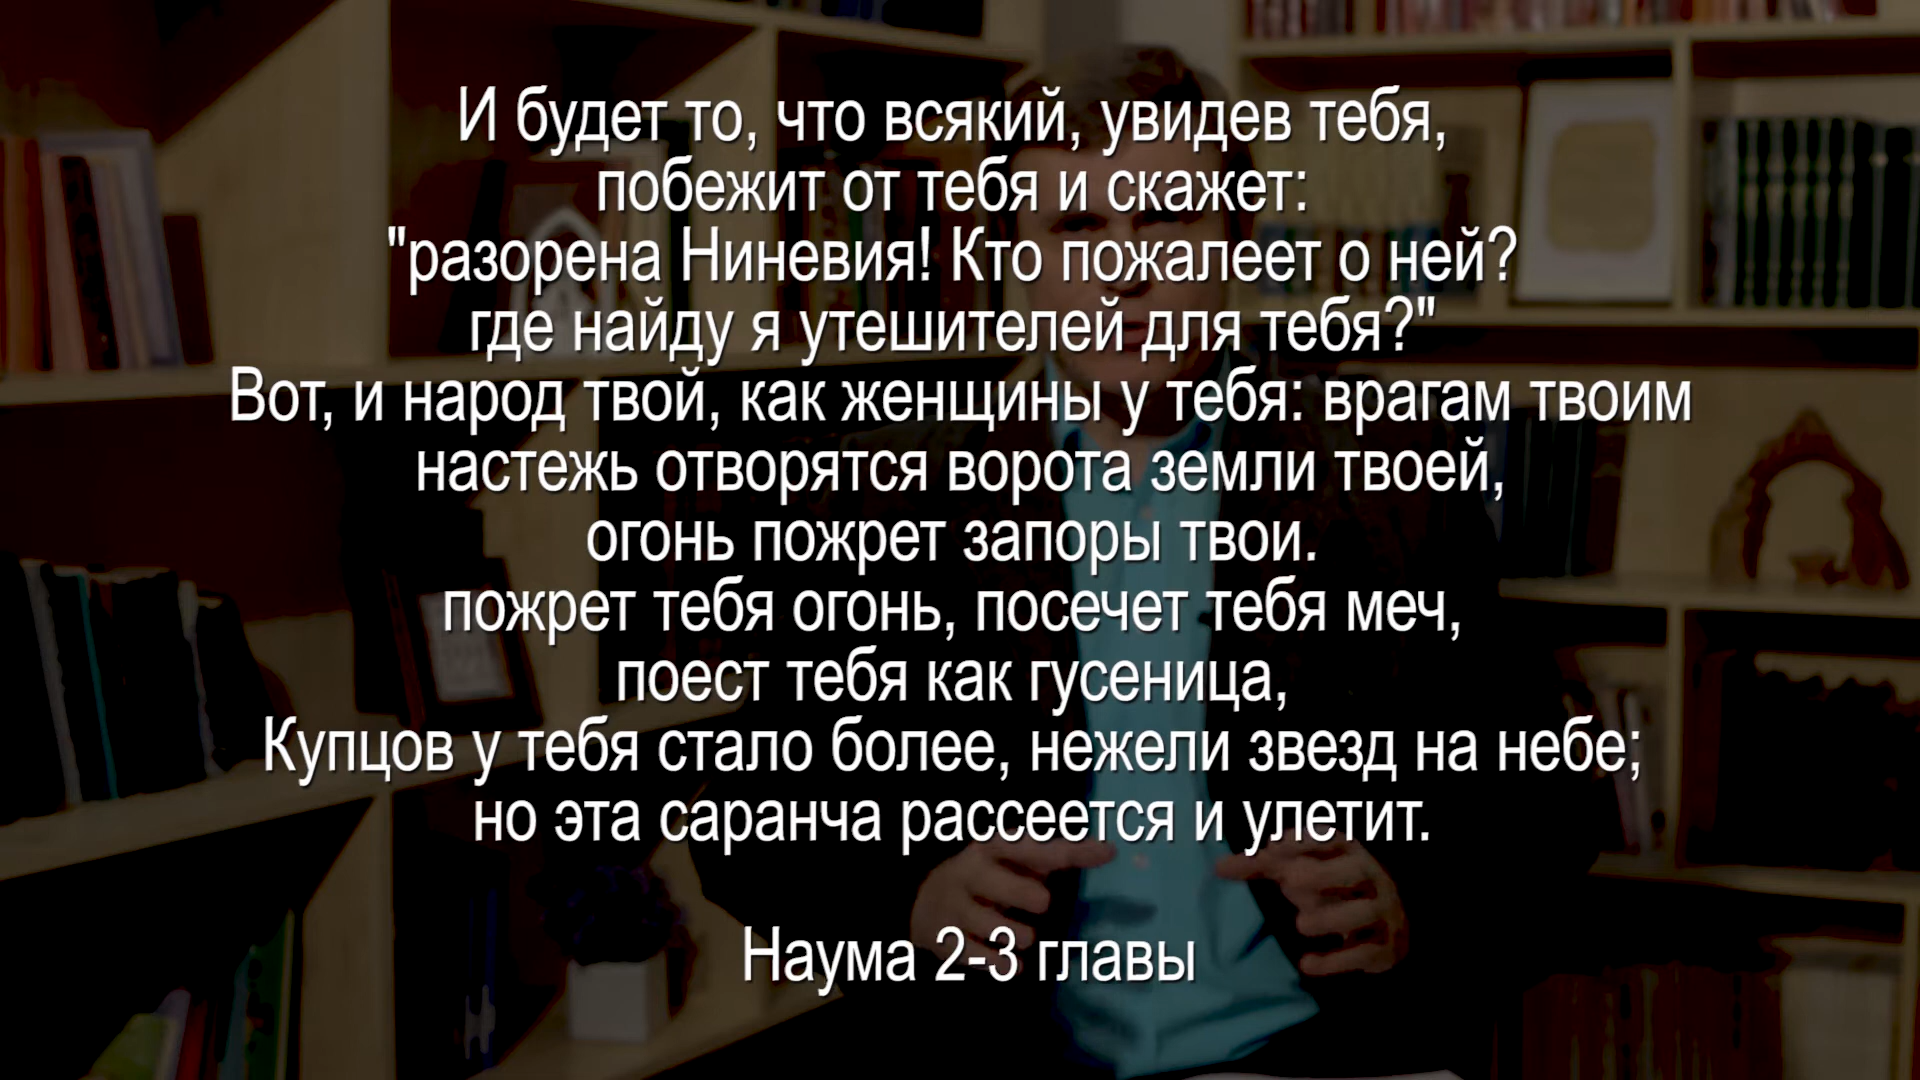 И будет то, что всякий, увидев тебя,
побежит от тебя и скажет:
"разорена Ниневия! Кто пожалеет о ней?
где найду я утешителей для тебя?"
Вот, и народ твой, как женщины у тебя: врагам твоим
настежь отворятся ворота земли твоей,
огонь пожрет запоры твои.
пожрет тебя огонь, посечет тебя меч,
поест тебя как гусеница,
Купцов у тебя стало более, нежели звезд на небе;
но эта саранча рассеется и улетит.
Наума 2-3 главы